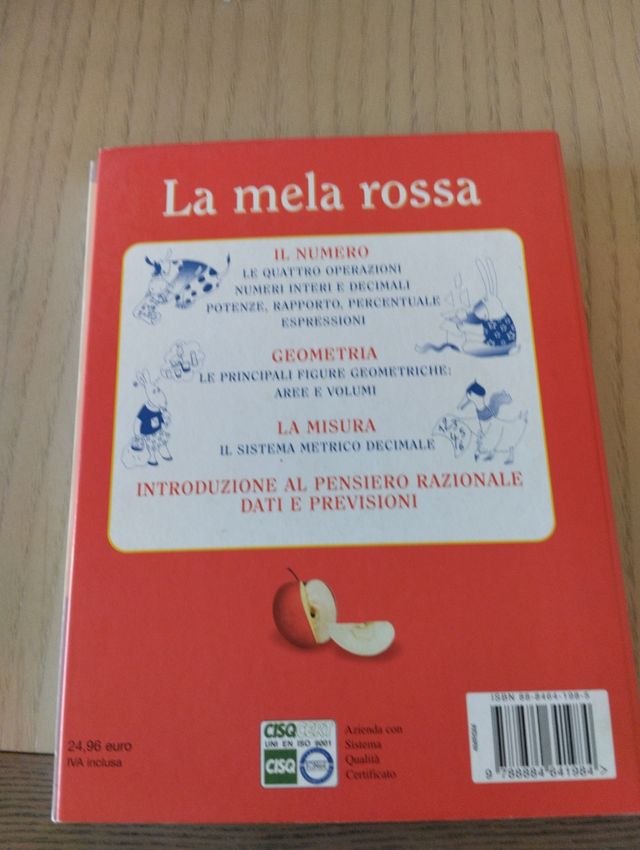 La mela rossa
IL NUMERO
LE QUATTRO OPERAZIONI
NUMERI INTERI E DECIMALI
POTENZE, RAPPORTO, PERCENTUALE
ESPRESSIONI
GEOMETRIA
LE PRINCIPALI FIGURE GEOMETRICHE:
AREE E VOLUMI
LA MISURA
IL SISTEMA METRICO DECIMALE
INTRODUZIONE AL PENSIERO RAZIONALE
DATI E PREVISIONI
24,96 euro
IVA inclusa
CISQCERT
UNI EN ISO 9001
CISQ
Azienda con
Sistema
Qualità
Certificato
ISBN 88-8464-198-5
9 788884 641984 >